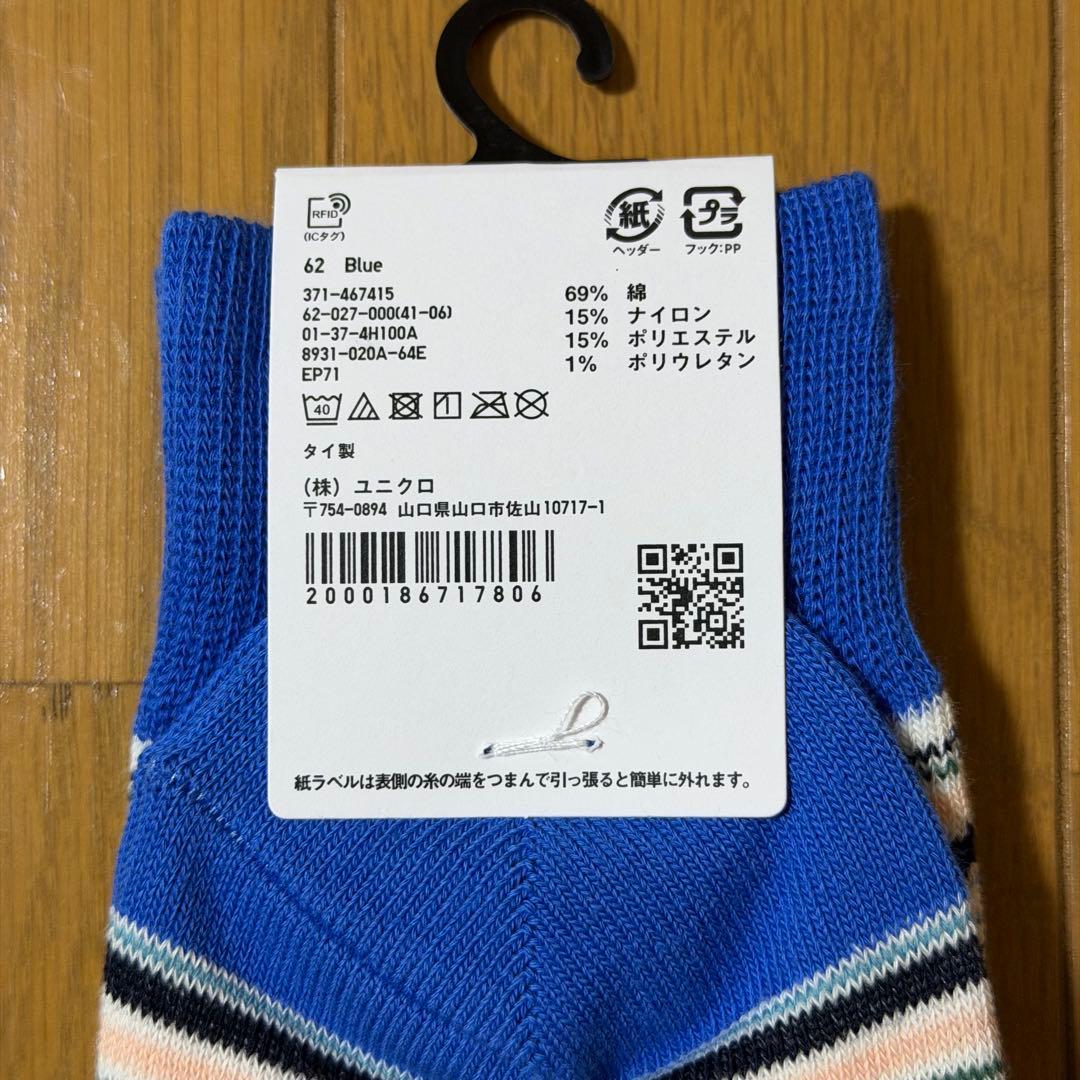 RFID
(ICタグ)
紙
ヘッダー
プラ
フック:PP
62 Blue
371-467415
62-027-000(41-06)
01-37-4H100A
8931-020A-64E
EP71
69% 綿
15% ナイロン
15% ポリエステル
1% ポリウレタン
40
タイ製
(株) ユニクロ
〒754-0894 山口県山口市佐山10717-1
2000186717806
紙ラベルは表側の糸の端をつまんで引っ張ると簡単に外れます。